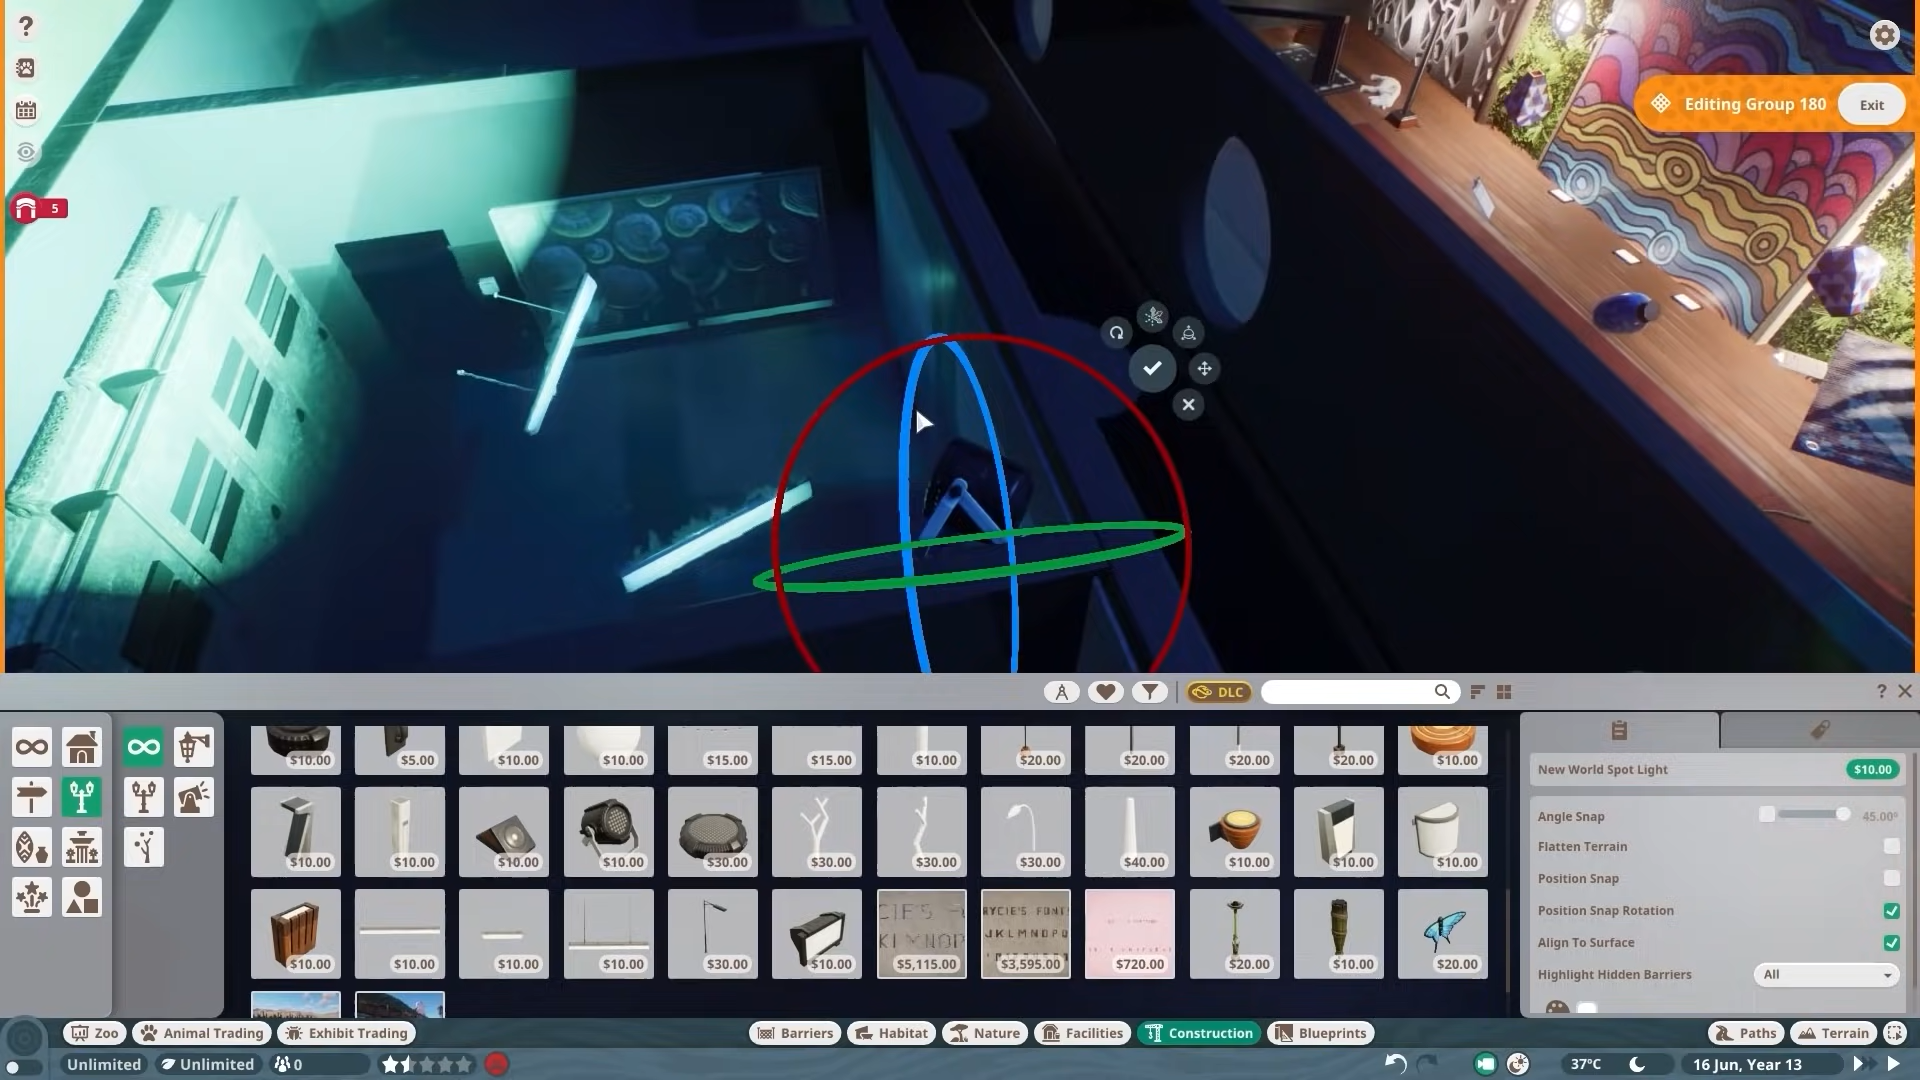 Editing Group 180
Exit
5
DLC
$10.00 $5.00 $10.00 $10.00 $15.00 $15.00 $10.00 $20.00 $20.00 $20.00 $20.00 $10.00
$10.00 $10.00 $10.00 $10.00 $30.00 $30.00 $30.00 $30.00 $40.00 $10.00 $10.00 $10.00
JKLMNOP
$10.00 $10.00 $10.00 $10.00 $30.00 $10.00 $5,115.00 $3,595.00 $720.00 $20.00 $10.00 $20.00
New World Spot Light $10.00
Angle Snap 45.00°
Flatten Terrain
Position Snap
Position Snap Rotation
Align To Surface
Highlight Hidden Barriers All
Zoo Animal Trading Exhibit Trading Barriers Habitat Nature Facilities Construction Blueprints Paths Terrain
Unlimited Unlimited 0 37°C 16 Jun, Year 13